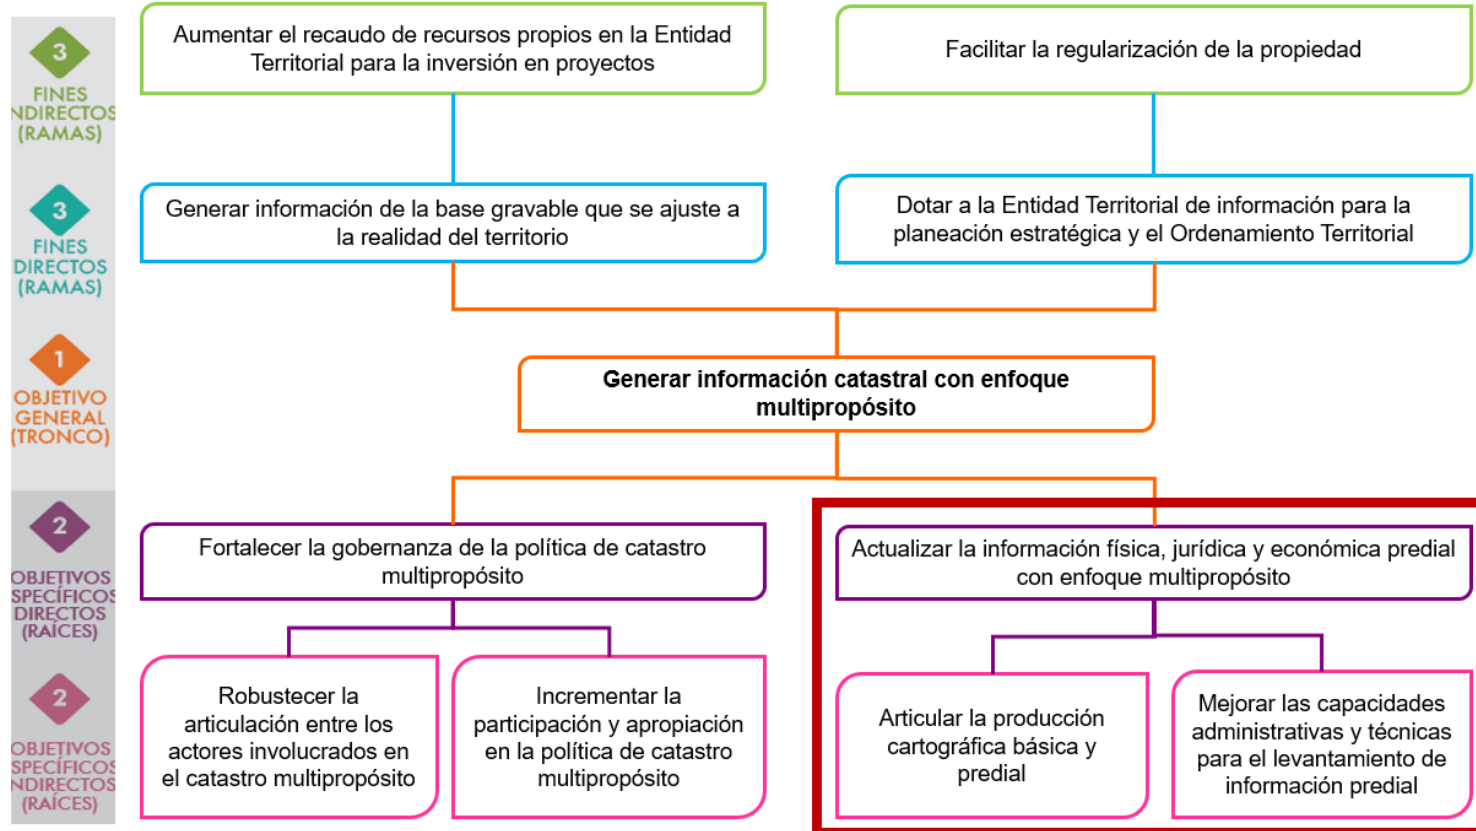 3
FINES
NDIRECTOS
(RAMAS)
Aumentar el recaudo de recursos propios en la Entidad
Territorial para la inversión en proyectos
Facilitar la regularización de la propiedad
3
FINES
DIRECTOS
(RAMAS)
Generar información de la base gravable que se ajuste a
la realidad del territorio
Dotar a la Entidad Territorial de información para la
planeación estratégica y el Ordenamiento Territorial
1
OBJETIVO
GENERAL
(TRONCO)
Generar información catastral con enfoque
multipropósito
2
OBJETIVOS
SPECÍFICOS
DIRECTOS
(RAÍCES)
Fortalecer la gobernanza de la política de catastro
multipropósito
Actualizar la información física, jurídica y económica predial
con enfoque multipropósito
2
OBJETIVOS
SPECÍFICOS
NDIRECTOS
(RAÍCES)
Robustecer la
articulación entre los
actores involucrados en
el catastro multipropósito
Incrementar la
participación y apropiación
en la política de catastro
multipropósito
Articular la producción
cartográfica básica y
predial
Mejorar las capacidades
administrativas y técnicas
para el levantamiento de
información predial